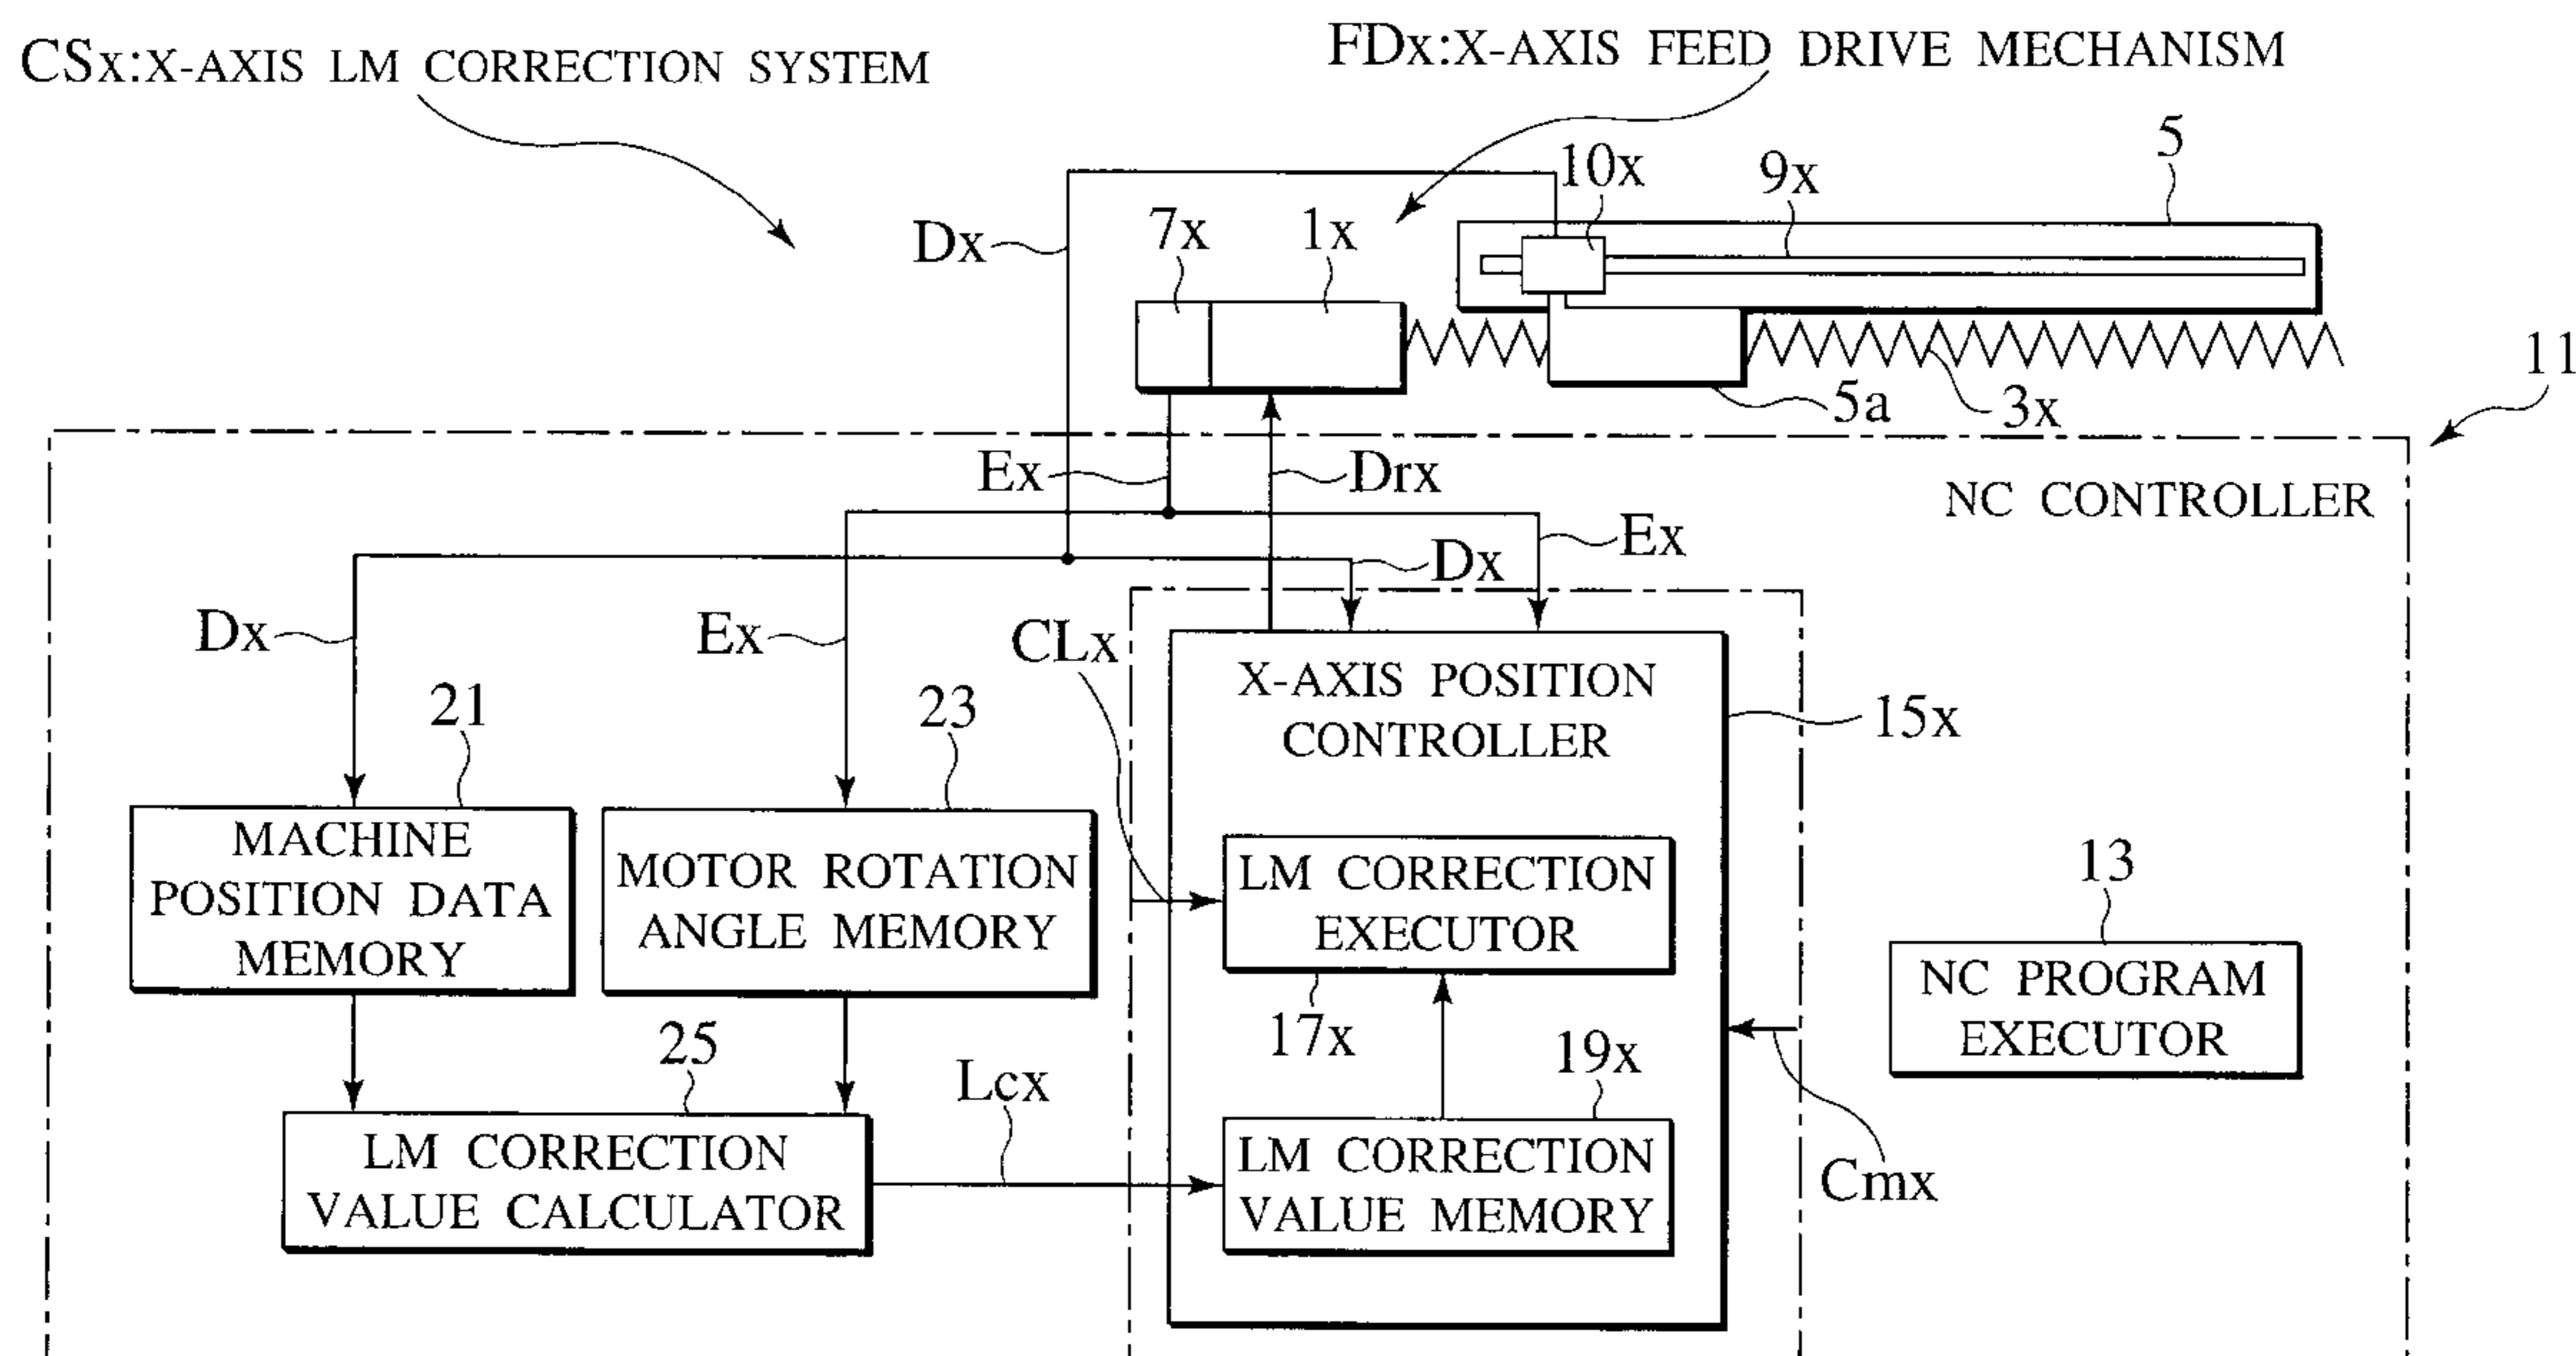 CSx:X-AXIS LM CORRECTION SYSTEM
FDx:X-AXIS FEED DRIVE MECHANISM
5
10x
9x
7x
1x
Dx
11
5a
3x
Ex
Drx
NC CONTROLLER
Ex
Dx
Dx
Ex
CLx
X-AXIS POSITION
CONTROLLER
15x
21
23
MACHINE
POSITION DATA
MEMORY
MOTOR ROTATION
ANGLE MEMORY
LM CORRECTION
EXECUTOR
13
NC PROGRAM
EXECUTOR
17x
25
Lcx
19x
LM CORRECTION
VALUE CALCULATOR
LM CORRECTION
VALUE MEMORY
Cmx